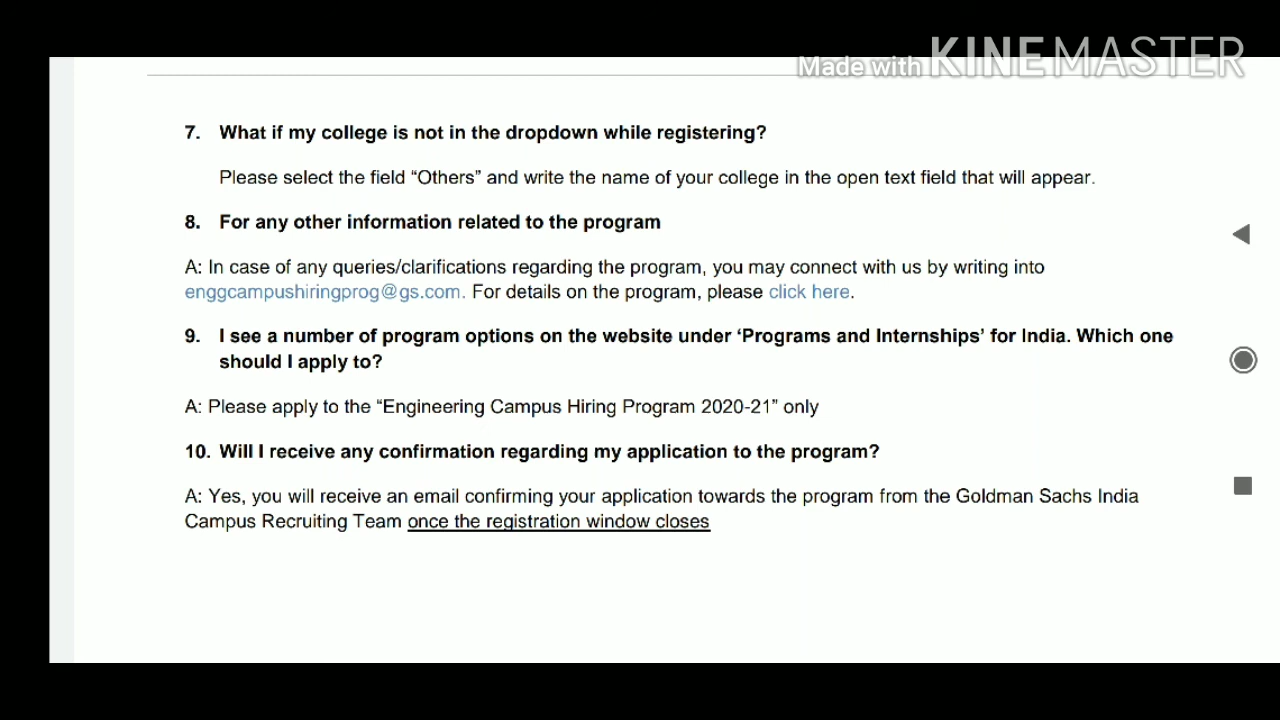 Made with KINEMASTER
7. What if my college is not in the dropdown while registering?
Please select the field “Others” and write the name of your college in the open text field that will appear.
8. For any other information related to the program
A: In case of any queries/clarifications regarding the program, you may connect with us by writing into
enggcampushiringprog@gs.com. For details on the program, please click here.
9. I see a number of program options on the website under ‘Programs and Internships’ for India. Which one
should I apply to?
A: Please apply to the “Engineering Campus Hiring Program 2020-21” only
10. Will I receive any confirmation regarding my application to the program?
A: Yes, you will receive an email confirming your application towards the program from the Goldman Sachs India
Campus Recruiting Team once the registration window closes